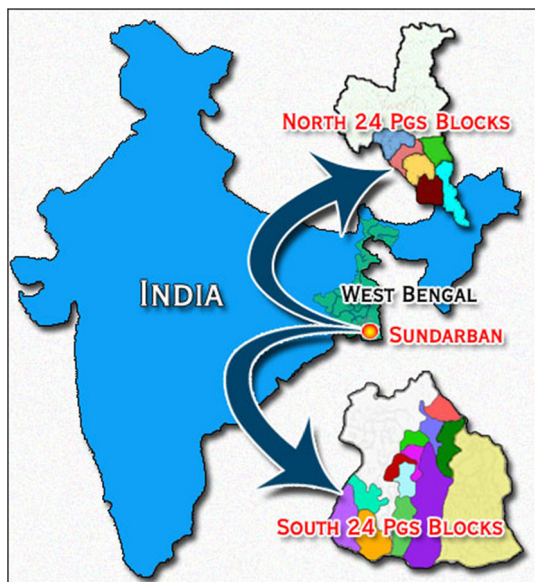 NORTH 24 PGS BLOCKS
INDIA
WEST BENGAL
SUNDARBAN
SOUTH 24 PGS BLOCKS